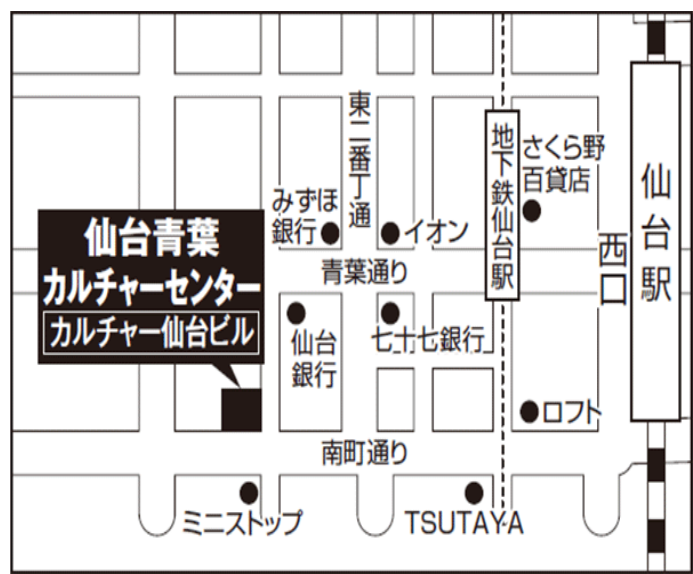 東二番丁通
地下鉄仙台駅
さくら野
百貨店
仙台駅
西口
みずほ
銀行
イオン
仙台青葉
カルチャーセンター
カルチャー仙台ビル
青葉通り
仙台
銀行
七十七銀行
ロフト
南町通り
ミニストップ
TSUTAYA